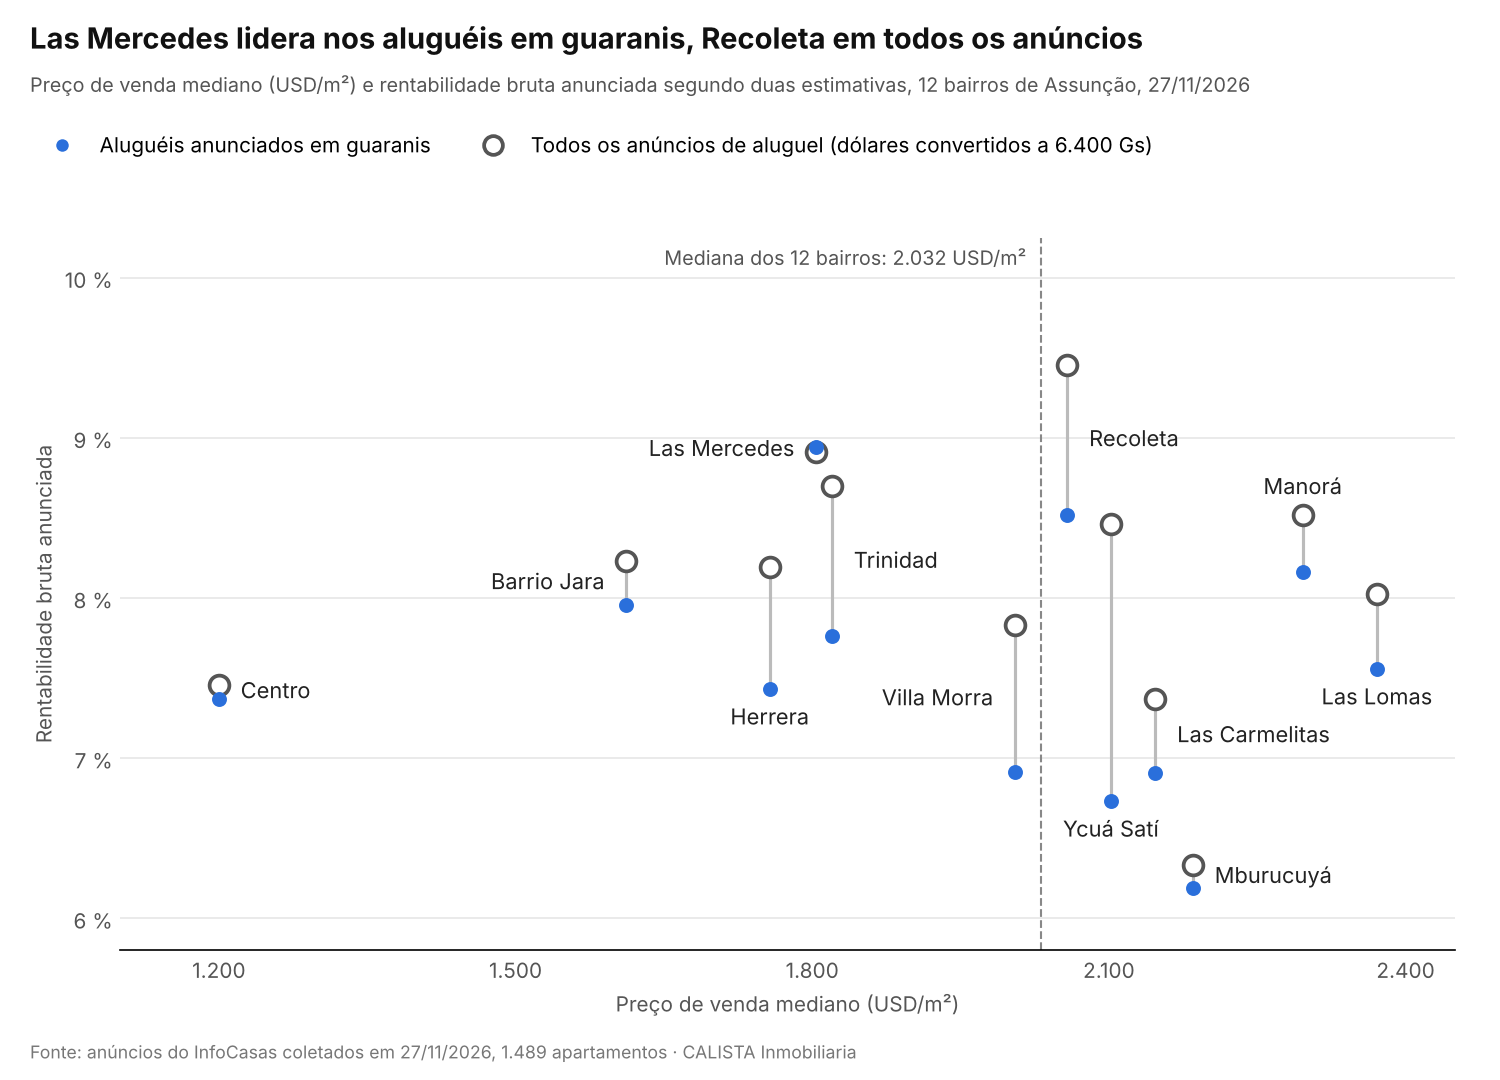 Las Mercedes lidera nos aluguéis em guaranis, Recoleta em todos os anúncios
Preço de venda mediano (USD/m²) e rentabilidade bruta anunciada segundo duas estimativas, 12 bairros de Assunção, 27/11/2026
Aluguéis anunciados em guaranis
Todos os anúncios de aluguel (dólares convertidos a 6.400 Gs)
Mediana dos 12 bairros: 2.032 USD/m²
10 %
9 %
8 %
7 %
6 %
Rentabilidade bruta anunciada
Recoleta
Las Mercedes
Manorá
Trinidad
Barrio Jara
Centro
Villa Morra
Las Lomas
Herrera
Las Carmelitas
Ycuá Satí
Mburucuyá
1.200
1.500
1.800
2.100
2.400
Preço de venda mediano (USD/m²)
Fonte: anúncios do InfoCasas coletados em 27/11/2026, 1.489 apartamentos · CALISTA Inmobiliaria